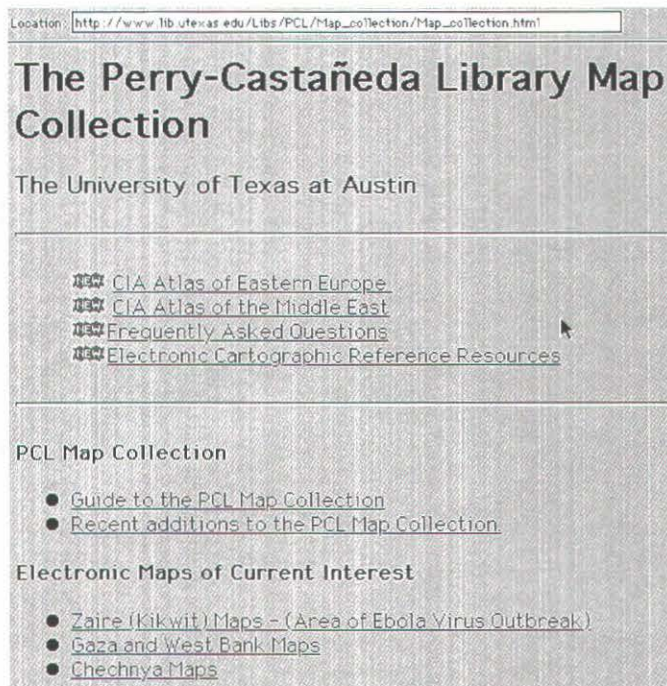 Location: http://www.lib.utexas.edu/Libs/PCL/Map_collection/Map_collection.html
The Perry-Castañeda Library Map
Collection
The University of Texas at Austin
NEW CIA Atlas of Eastern Europe
NEW CIA Atlas of the Middle East
NEW Frequently Asked Questions
NEW Electronic Cartographic Reference Resources
PCL Map Collection
● Guide to the PCL Map Collection
● Recent additions to the PCL Map Collection
Electronic Maps of Current Interest
● Zaire (Kikwit) Maps - (Area of Ebola Virus Outbreak)
● Gaza and West Bank Maps
● Chechnya Maps